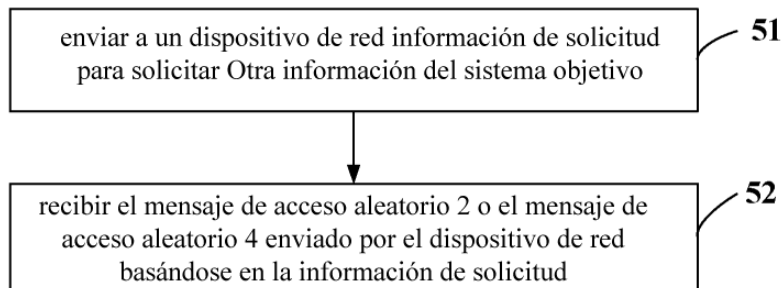 enviar a un dispositivo de red información de solicitud
para solicitar Otra información del sistema objetivo
51
recibir el mensaje de acceso aleatorio 2 o el mensaje de
acceso aleatorio 4 enviado por el dispositivo de red
basándose en la información de solicitud
52